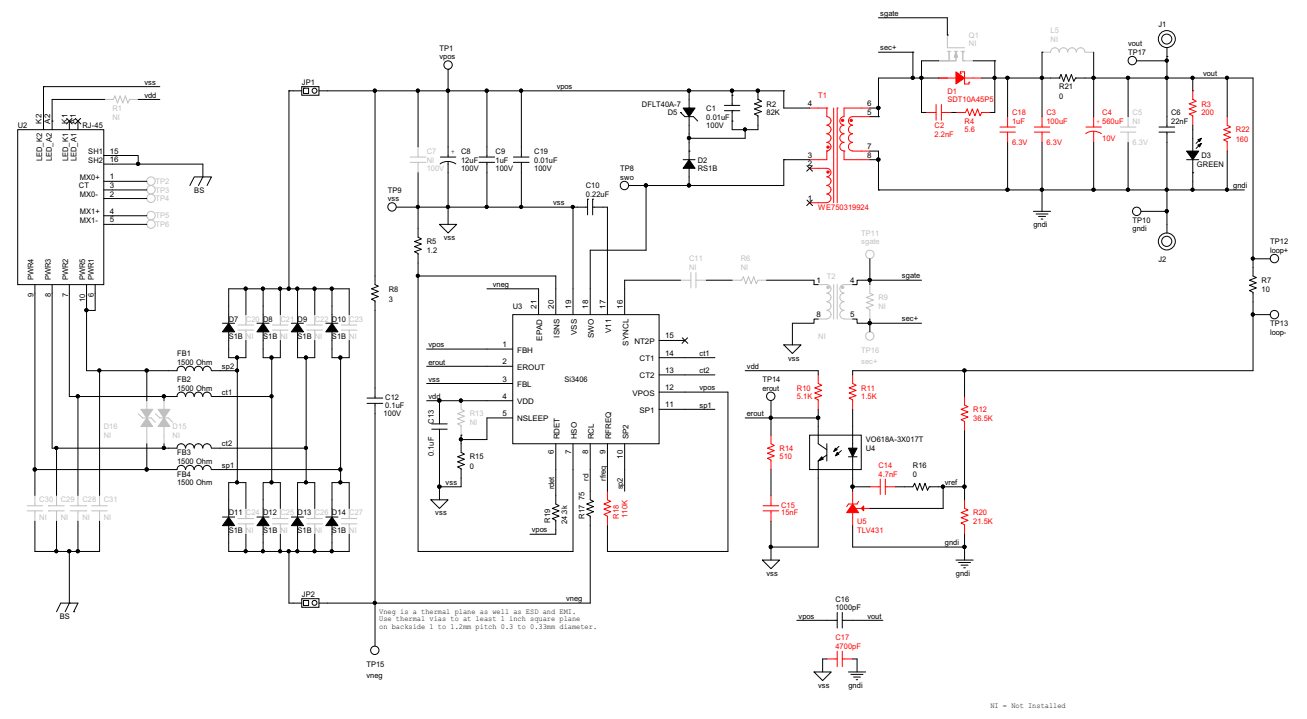 sgate
J1
Q1
NI
L5
NI
vout
TP17
TP1
vpos
sec+
vss
vdd
R1
NI
JP1
vpos
vout
T1
DFLT40A-7
D5
C1
0.01uF
100V
R2
82K
4
6
5
D1
SDT10A45P5
R21
0
K2
A2
U2
RJ-45
LED_K2
LED_A2
LED_K1
LED_A1
C2
2.2nF
R4
5.6
C18
1uF
6.3V
C3
100uF
6.3V
C4
560uF
10V
C5
NI
6.3V
C6
22nF
R3
200
R22
160
D3
GREEN
SH1
SH2
15
16
BS
C7
NI
100V
C8
12uF
100V
C9
1uF
100V
C19
0.01uF
100V
D2
RS1B
3
2
1
7
8
gndi
MX0+
CT
MX0-
1
3
2
TP2
TP3
TP4
TP8
swo
C10
0.22uF
TP9
vss
vss
vss
WE750319924
gndi
TP10
gndi
MX1+
MX1-
4
5
TP5
TP6
R5
1.2
TP11
sgate
J2
TP12
loop+
PWR4
PWR3
PWR2
PWR5
PWR1
9
8
7
10
6
R8
3
vneg
C11
NI
R6
NI
T2
1
4
8
5
NI
sgate
R9
NI
sec+
R7
10
U3
21
20
19
18
17
16
EPAD
ISNS
VSS
SWO
V11
SYNCL
vss
TP16
sec+
TP13
loop-
D7
S1B
C20
NI
D8
S1B
C21
NI
D9
S1B
C22
NI
D10
S1B
C23
NI
FB1
1500 Ohm
sp2
FB2
1500 Ohm
ct1
D16
NI
D15
NI
ct2
FB3
1500 Ohm
sp1
FB4
1500 Ohm
vpos
1
FBH
erout
2
EROUT
vss
3
FBL
vdd
4
VDD
5
NSLEEP
Si3406
NT2P
15
CT1
14
ct1
CT2
13
ct2
VPOS
12
vpos
SP1
11
sp1
RDET
HSO
RCL
RFREQ
SP2
6
7
8
9
10
rdet
rd
rfreq
sp2
C12
0.1uF
100V
C13
0.1uF
R13
NI
R15
0
vss
vss
R19
24.3k
vpos
R17
75
R18
110K
vdd
TP14
erout
erout
R10
5.1K
R11
1.5K
R12
36.5K
VO618A-3X017T
U4
R14
510
C14
4.7nF
R16
0
vref
C15
15nF
U5
TLV431
R20
21.5K
gndi
vss
gndi
C30
NI
C29
NI
C28
NI
C31
NI
D11
S1B
C24
NI
D12
S1B
C25
NI
D13
S1B
C26
NI
D14
S1B
C27
NI
BS
JP2
vneg
Vneg is a thermal plane as well as ESD and EMI.
Use thermal vias to at least 1 inch square plane
on backside 1 to 1.2mm pitch 0.3 to 0.33mm diameter.
TP15
vneg
C16
1000pF
vpos
vout
C17
4700pF
vss
gndi
NI = Not Installed